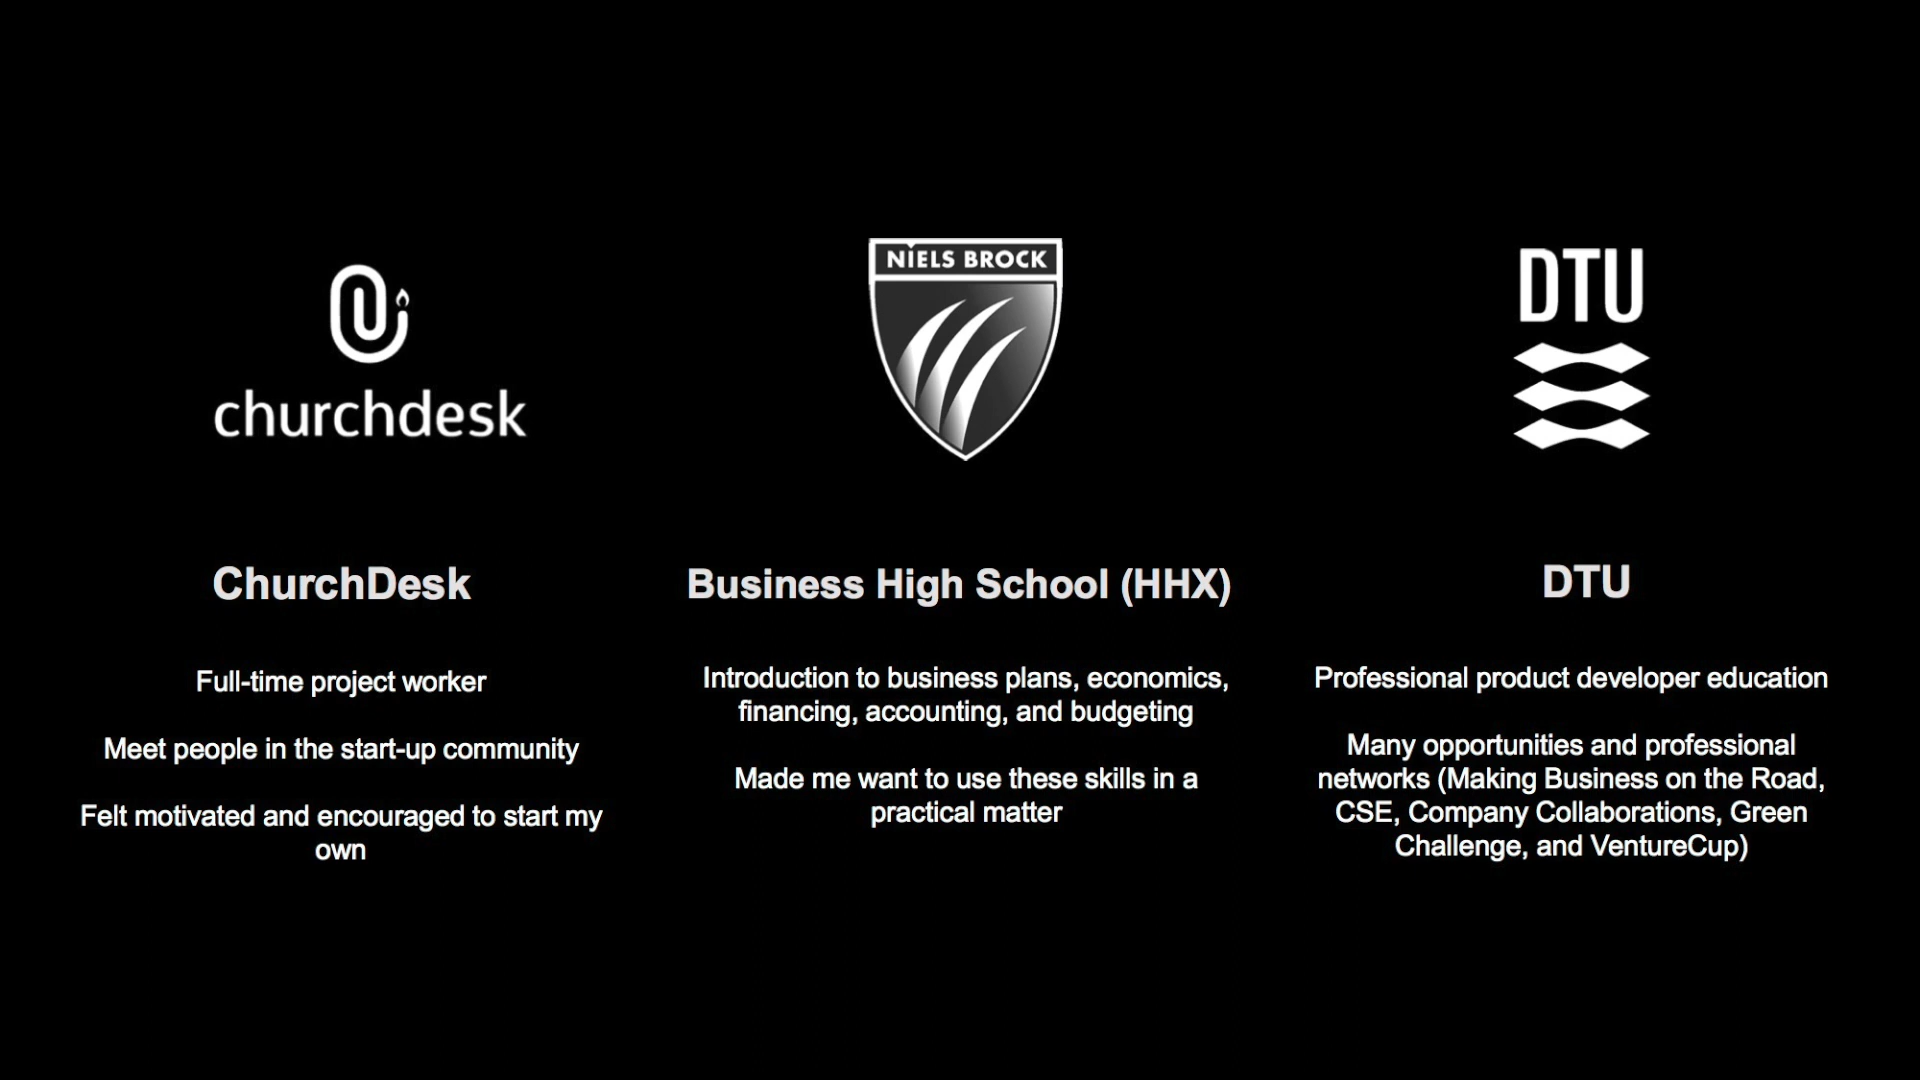 churchdesk
ChurchDesk
Full-time project worker
Meet people in the start-up community
Felt motivated and encouraged to start my
own
NIELS BROCK
Business High School (HHX)
Introduction to business plans, economics,
financing, accounting, and budgeting
Made me want to use these skills in a
practical matter
DTU
DTU
Professional product developer education
Many opportunities and professional
networks (Making Business on the Road,
CSE, Company Collaborations, Green
Challenge, and VentureCup)